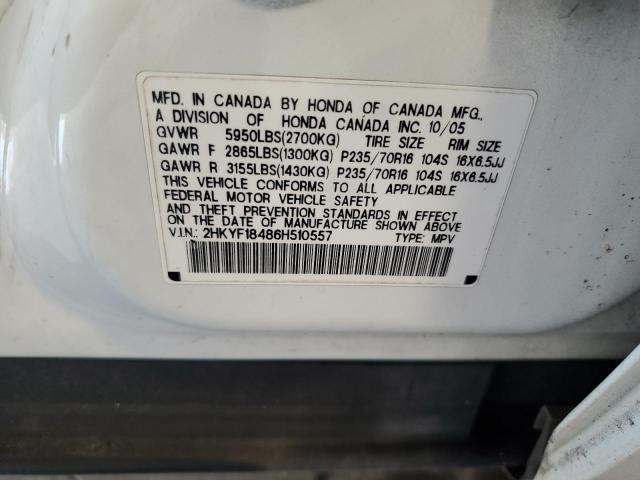 MFD. IN CANADA BY HONDA OF CANADA MFG.,
A DIVISION OF HONDA CANADA INC. 10/05
GVWR 5950LBS(2700KG) TIRE SIZE RIM SIZE
GAWR F 2865LBS(1300KG) P235/70R16 104S 16X6.5JJ
GAWR R 3155LBS(1430KG) P235/70R16 104S 16X6.5JJ
THIS VEHICLE CONFORMS TO ALL APPLICABLE
FEDERAL MOTOR VEHICLE SAFETY
AND THEFT PREVENTION STANDARDS IN EFFECT
ON THE DATE OF MANUFACTURE SHOWN ABOVE
V.I.N.: 2HKYF18486H510557 TYPE: MPV